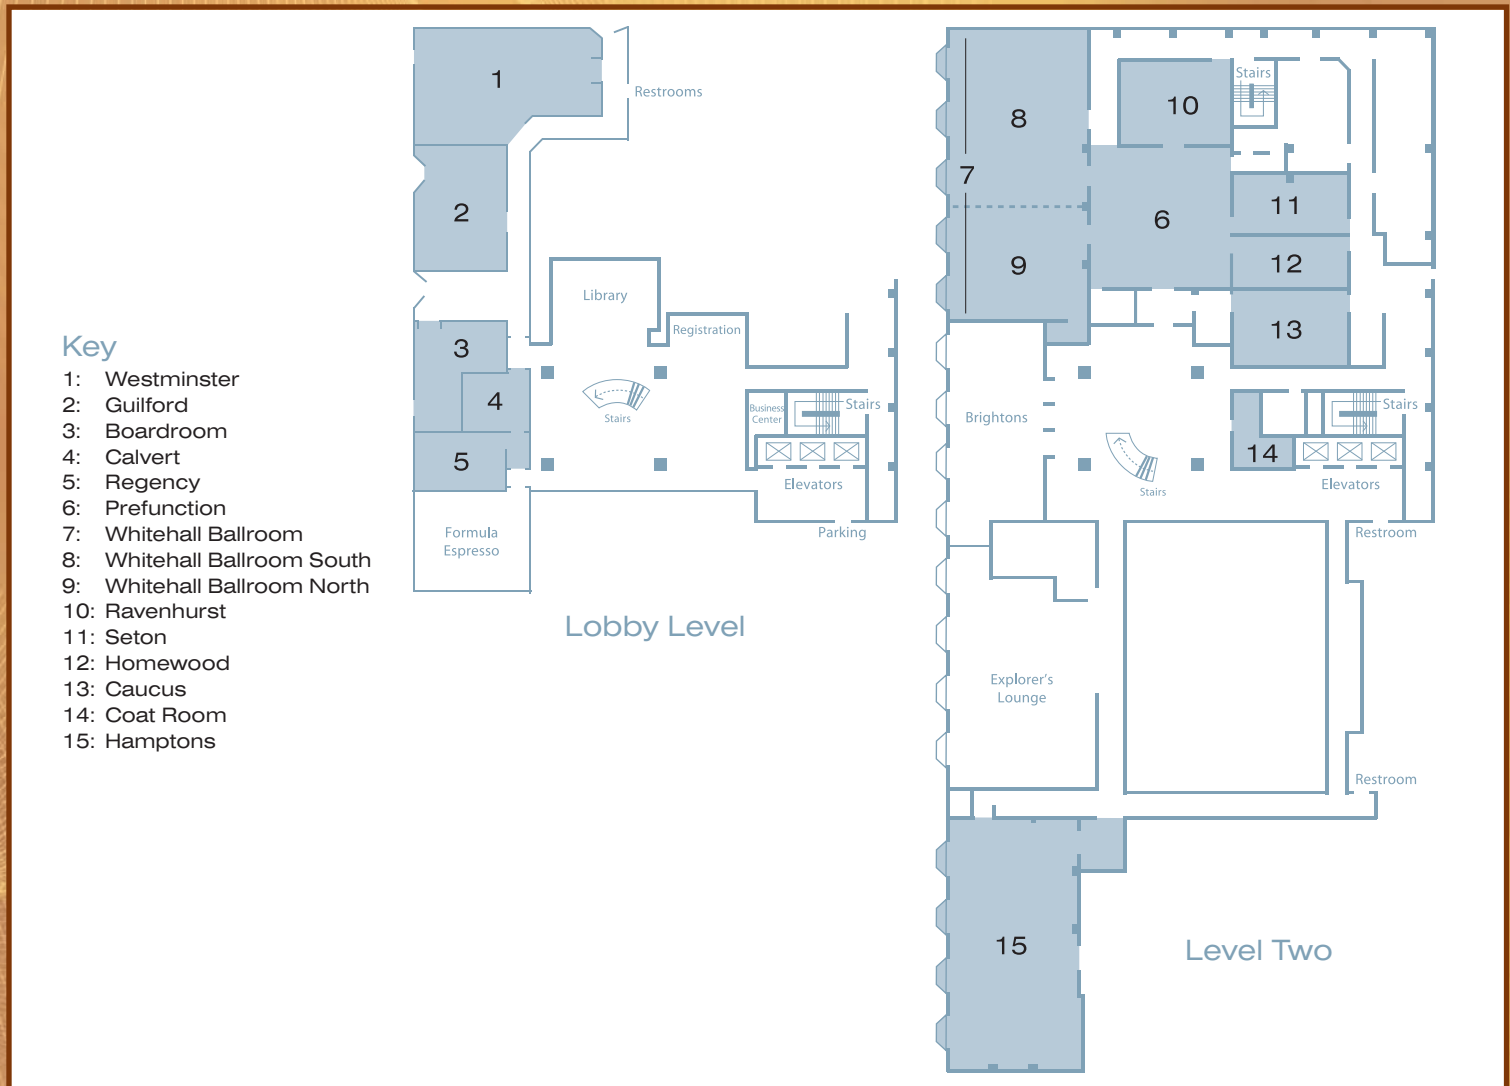 Key
1: Westminster
2: Guilford
3: Boardroom
4: Calvert
5: Regency
6: Prefunction
7: Whitehall Ballroom
8: Whitehall Ballroom South
9: Whitehall Ballroom North
10: Ravenhurst
11: Seton
12: Homewood
13: Caucus
14: Coat Room
15: Hamptons
1
Restrooms
2
Library
Registration
3
4
Stairs
Business
Center
Stairs
5
Elevators
Formula
Espresso
Parking
Lobby Level
Stairs
8
10
7
11
6
9
12
13
Brightons
Stairs
14
Stairs
Elevators
Restroom
Explorer's
Lounge
Restroom
15
Level Two